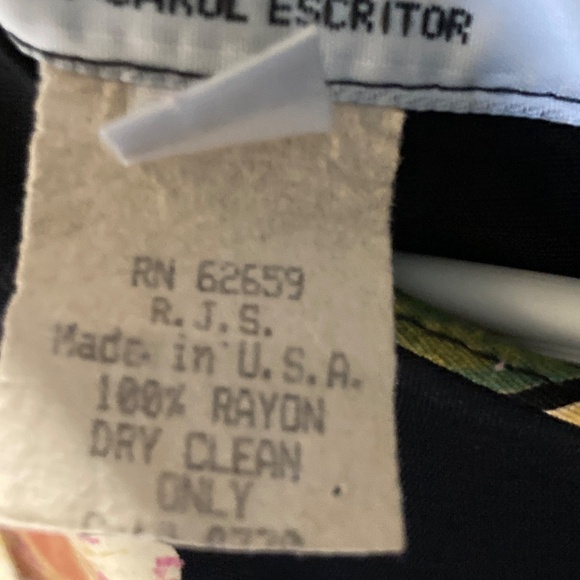 CAROL ESCRITOR
RN 62659
R.J.S.
Made in U.S.A.
100% RAYON
DRY CLEAN
ONLY